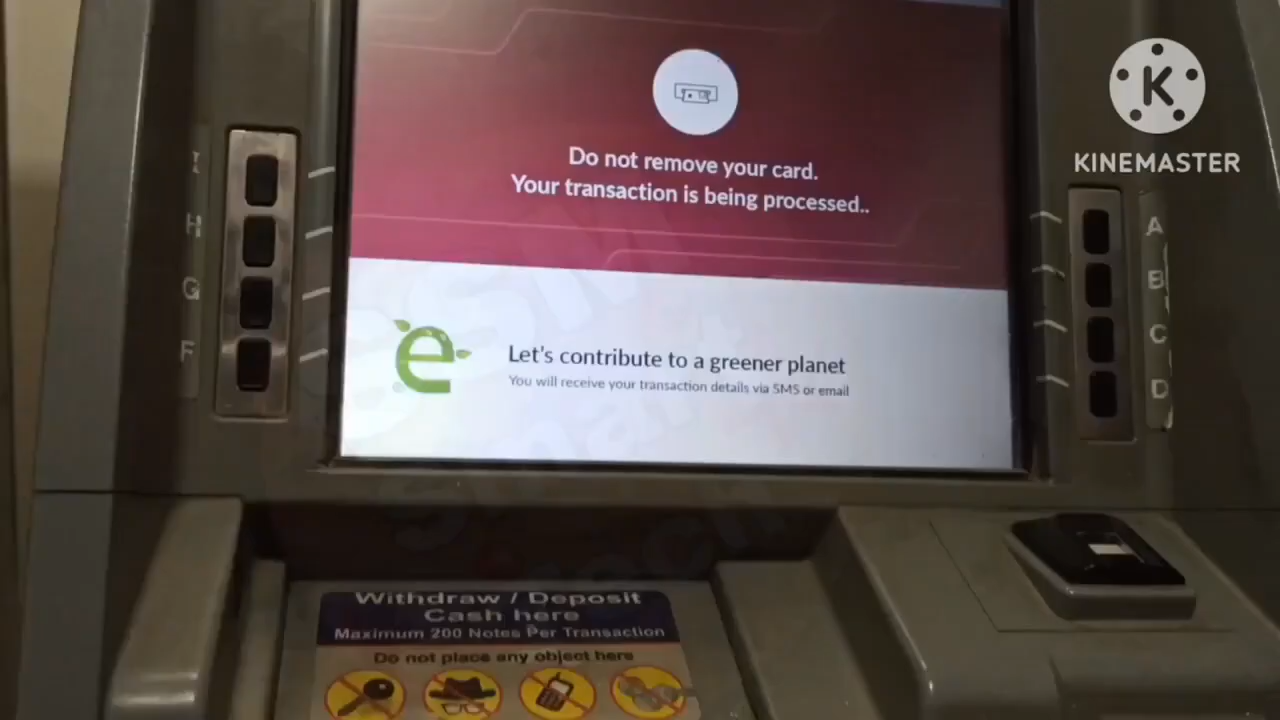 KINEMASTER
Do not remove your card.
Your transaction is being processed..
e
Let's contribute to a greener planet
You will receive your transaction details via SMS or email
I
H
G
F
A
B
C
D
Withdraw / Deposit
Cash here
Maximum 200 Notes Per Transaction
Do not place any object here